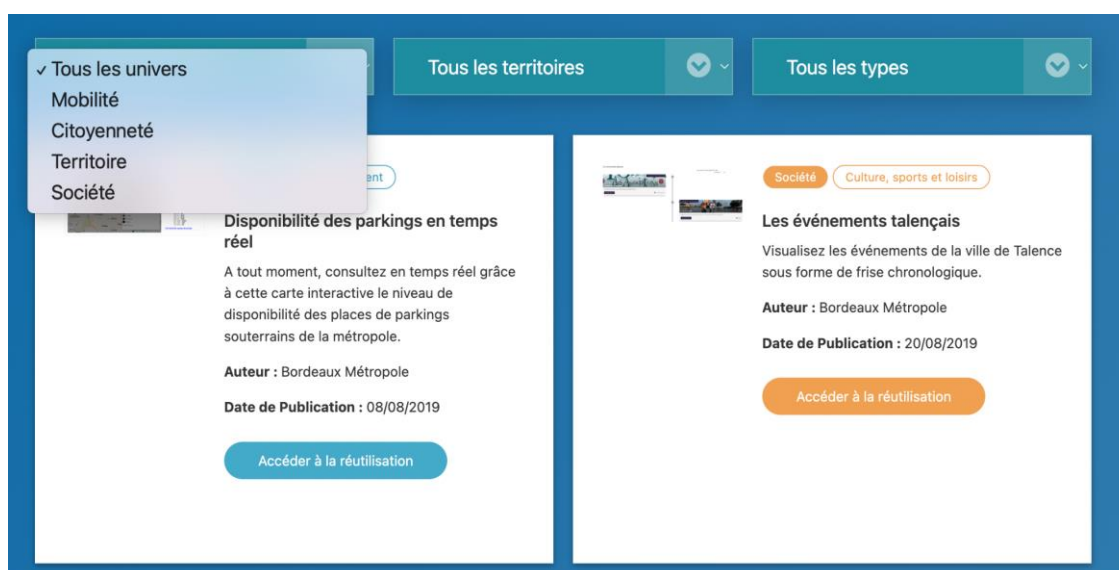 ✓ Tous les univers
Mobilité
Citoyenneté
Territoire
Société
Tous les territoires
Tous les types
Disponibilité des parkings en temps
réel
A tout moment, consultez en temps réel grâce
à cette carte interactive le niveau de
disponibilité des places de parkings
souterrains de la métropole.
Auteur : Bordeaux Métropole
Date de Publication : 08/08/2019
Accéder à la réutilisation
Société
Culture, sports et loisirs
Les événements talençais
Visualisez les événements de la ville de Talence
sous forme de frise chronologique.
Auteur : Bordeaux Métropole
Date de Publication : 20/08/2019
Accéder à la réutilisation